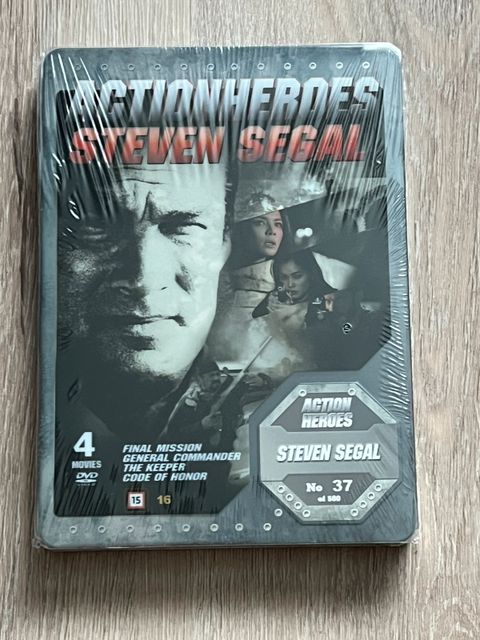 ACTIONHEROES
STEVEN SEGAL
4
MOVIES
DVD
FINAL MISSION
GENERAL COMMANDER
THE KEEPER
CODE OF HONOR
15
16
ACTION
HEROES
STEVEN SEGAL
No 37
of 580